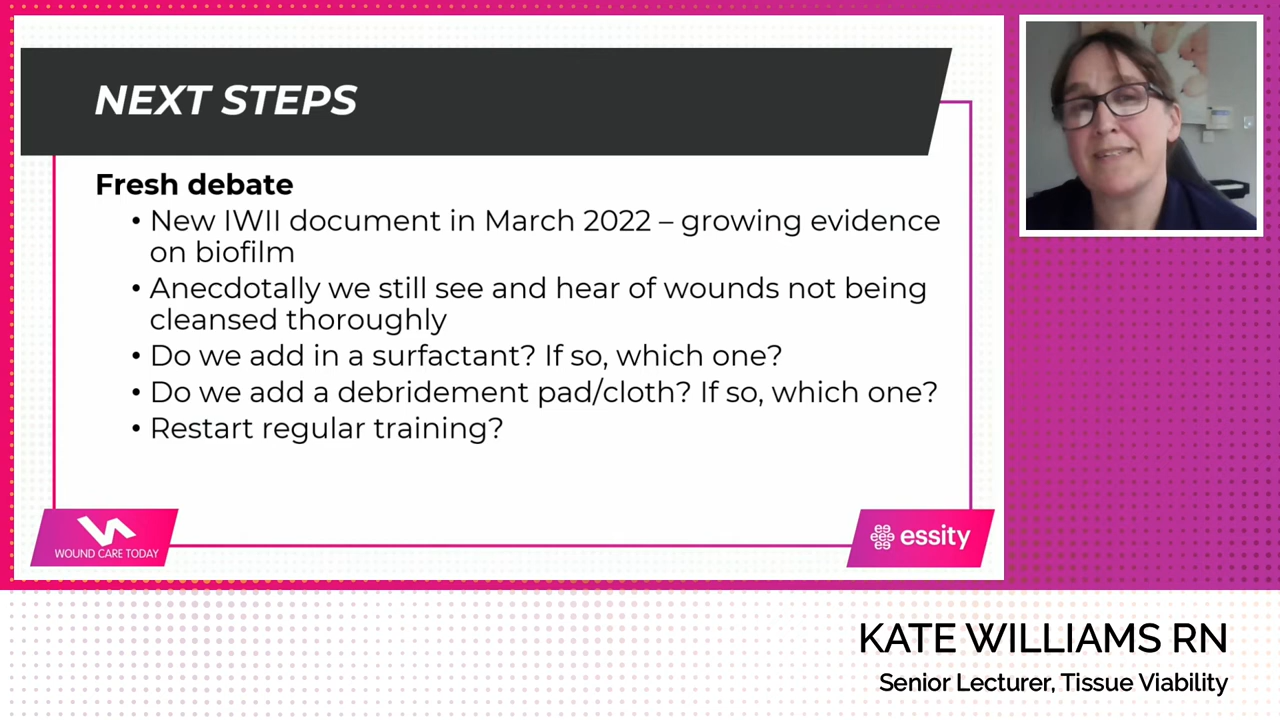 NEXT STEPS
Fresh debate
• New IWII document in March 2022 – growing evidence
on biofilm
• Anecdotally we still see and hear of wounds not being
cleansed thoroughly
• Do we add in a surfactant? If so, which one?
• Do we add a debridement pad/cloth? If so, which one?
• Restart regular training?
WOUND CARE TODAY
essity
KATE WILLIAMS RN
Senior Lecturer, Tissue Viability